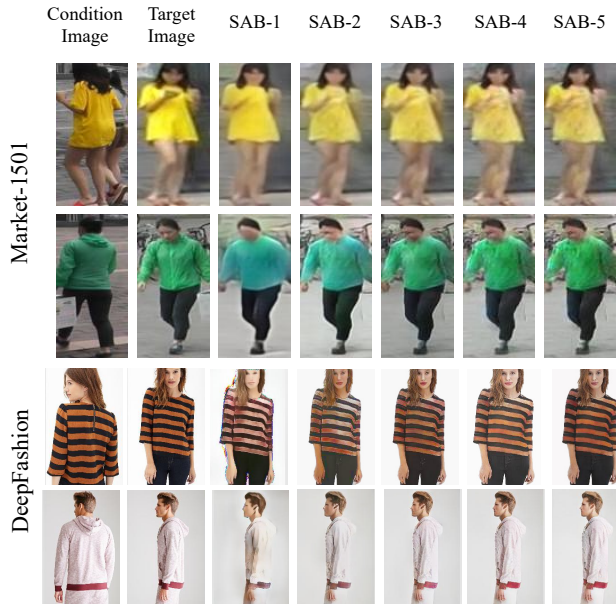 Condition Image
Target Image
SAB-1
SAB-2
SAB-3
SAB-4
SAB-5
Market-1501
DeepFashion